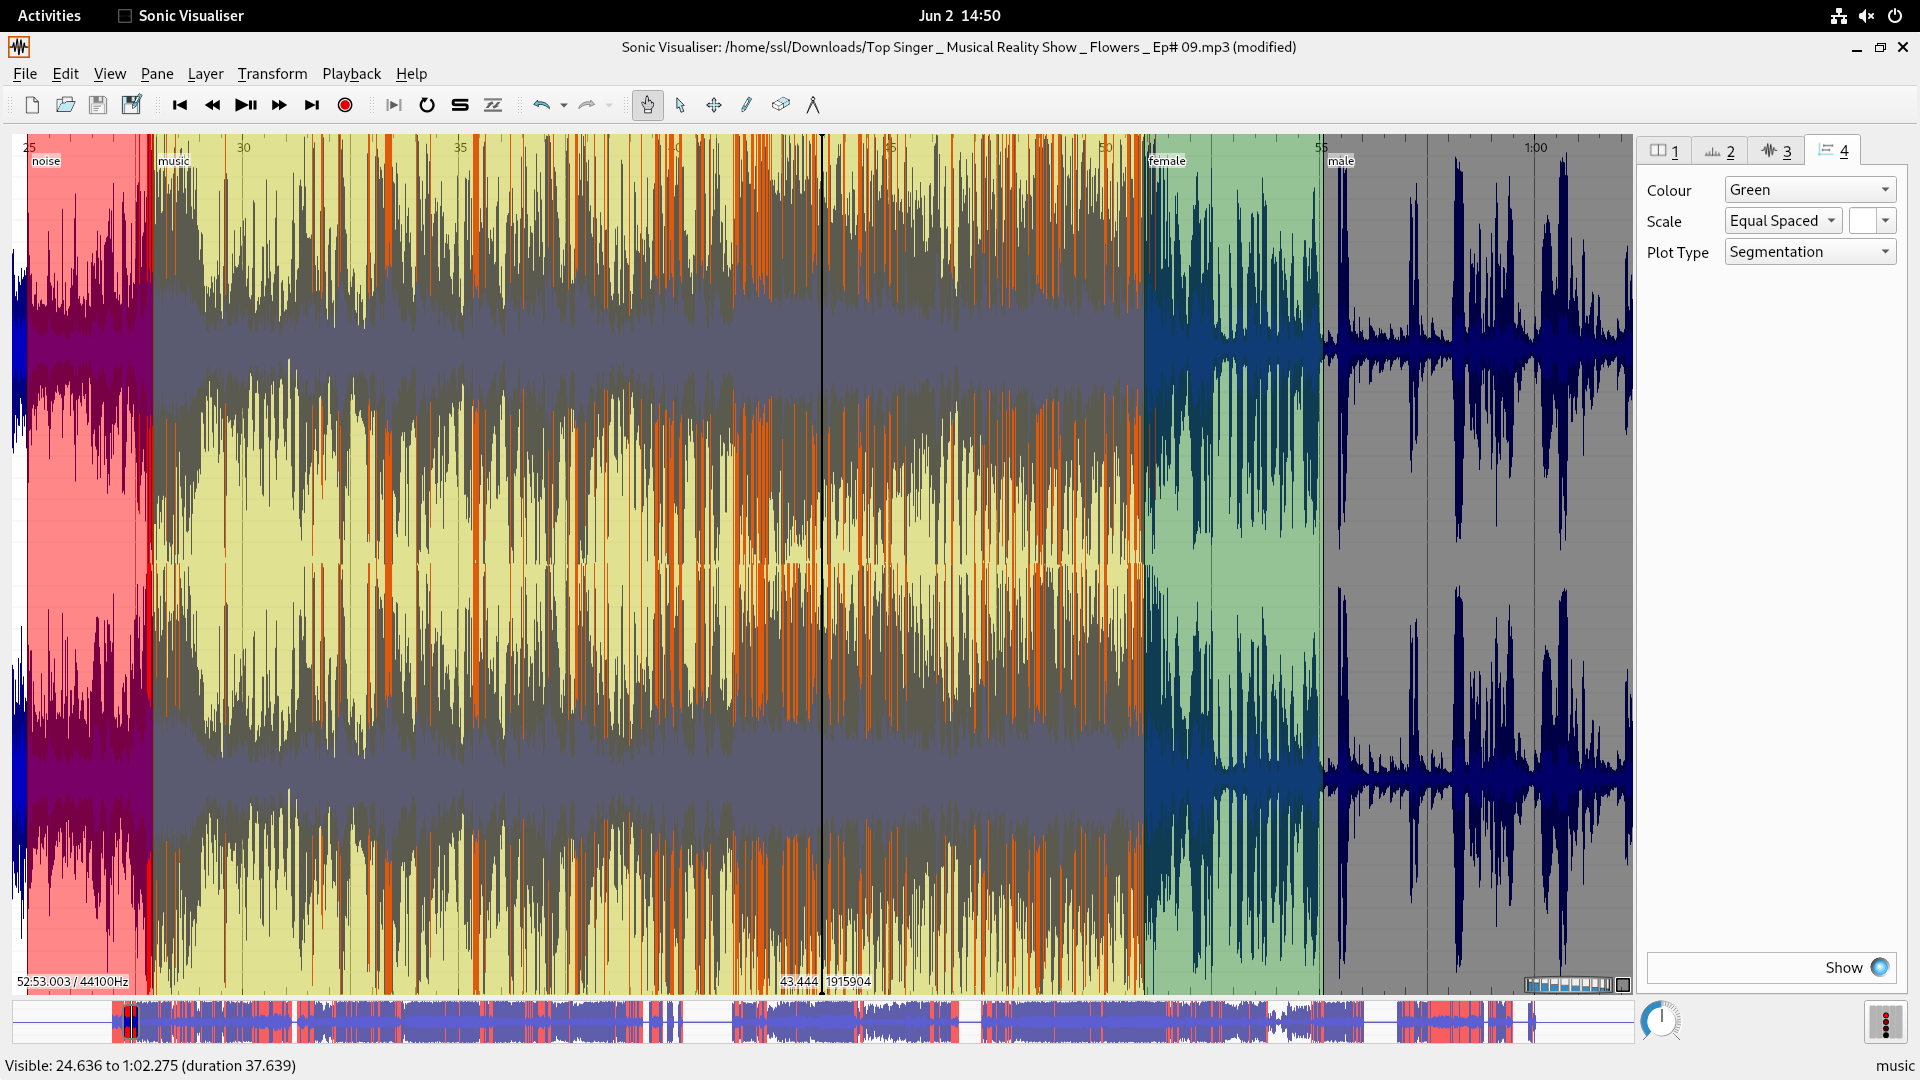 Activities Sonic Visualiser Jun 2 14:50
Sonic Visualiser: /home/ssl/Downloads/Top Singer _ Musical Reality Show _ Flowers _ Ep# 09.mp3 (modified)
File Edit View Pane Layer Transform Playback Help
25 30 35 40 45 50 55 1:00
noise music female male
1 2 3 4
Colour Green
Scale Equal Spaced
Plot Type Segmentation
52:53.003 / 44100Hz 43.444 1915904
Show
Visible: 24.636 to 1:02.275 (duration 37.639) music